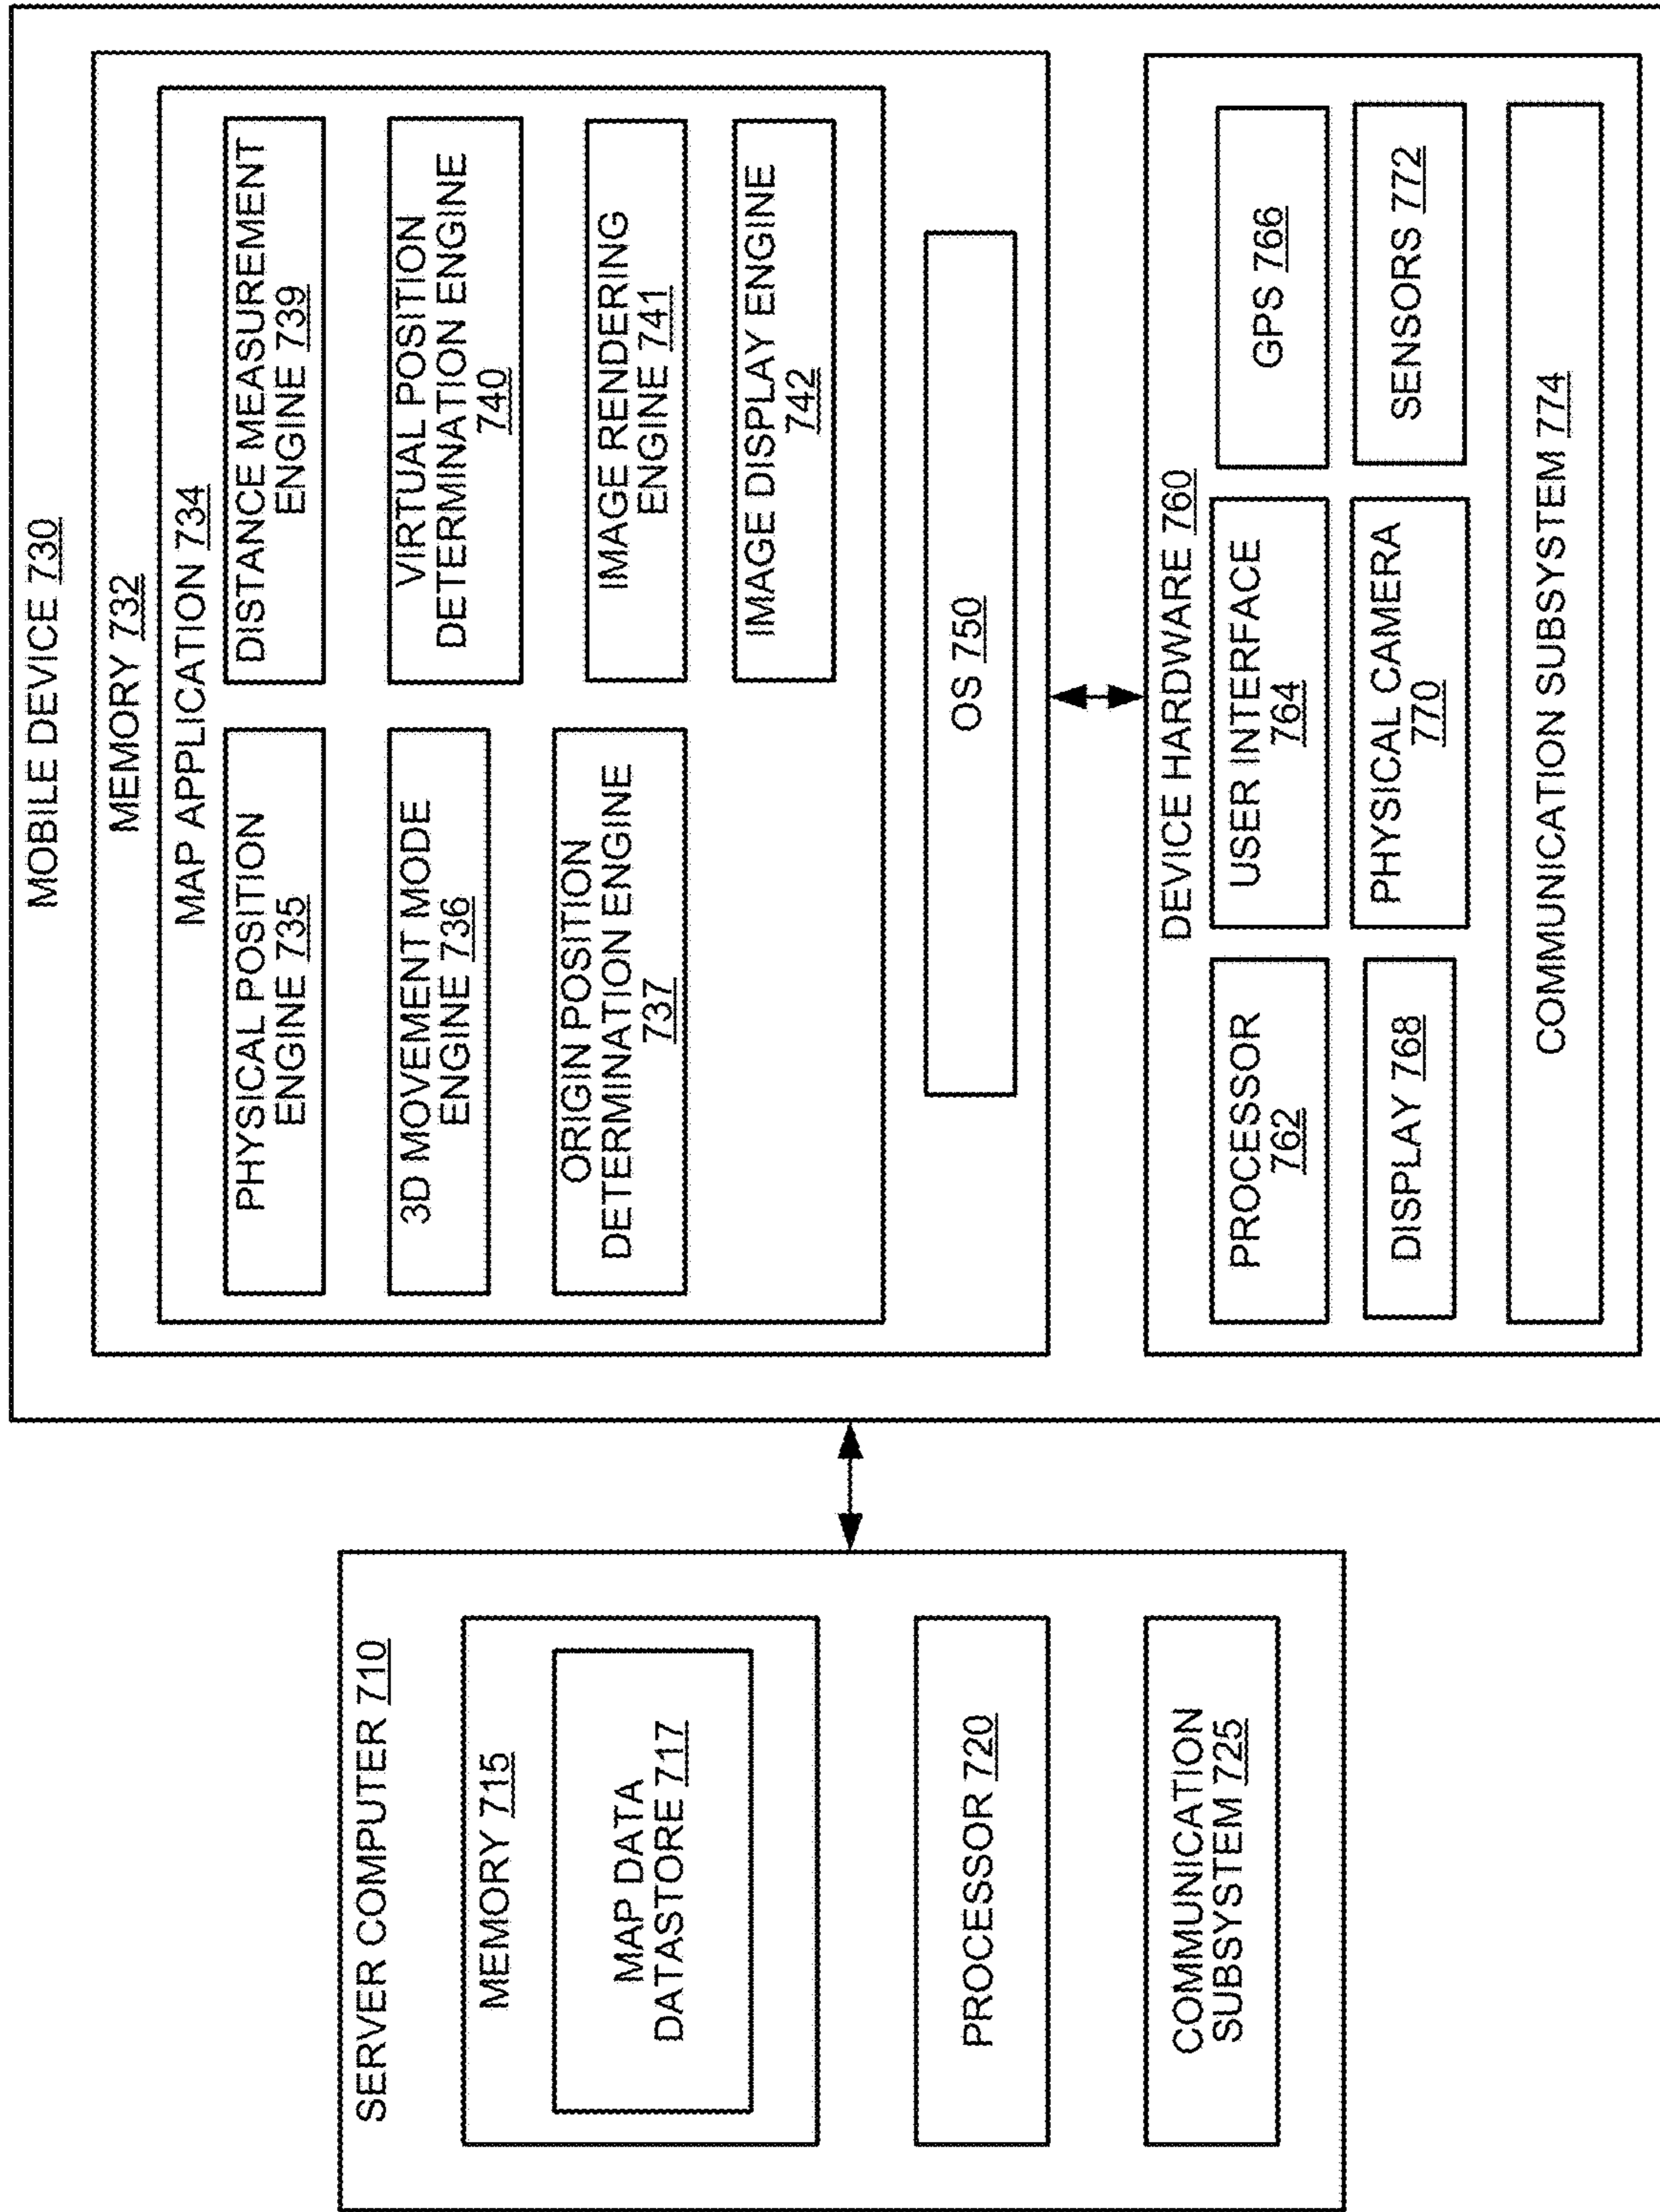 SERVER COMPUTER 710
MEMORY 715
MAP DATA
DATASTORE 717
PROCESSOR 720
COMMUNICATION
SUBSYSTEM 725
MOBILE DEVICE 730
MEMORY 732
MAP APPLICATION 734
PHYSICAL POSITION
ENGINE 735
3D MOVEMENT MODE
ENGINE 736
ORIGIN POSITION
DETERMINATION ENGINE
737
DISTANCE MEASUREMENT
ENGINE 739
VIRTUAL POSITION
DETERMINATION ENGINE
740
IMAGE RENDERING
ENGINE 741
IMAGE DISPLAY ENGINE
742
OS 750
DEVICE HARDWARE 760
PROCESSOR
762
USER INTERFACE
764
GPS 766
DISPLAY 768
PHYSICAL CAMERA
770
SENSORS 772
COMMUNICATION SUBSYSTEM 774